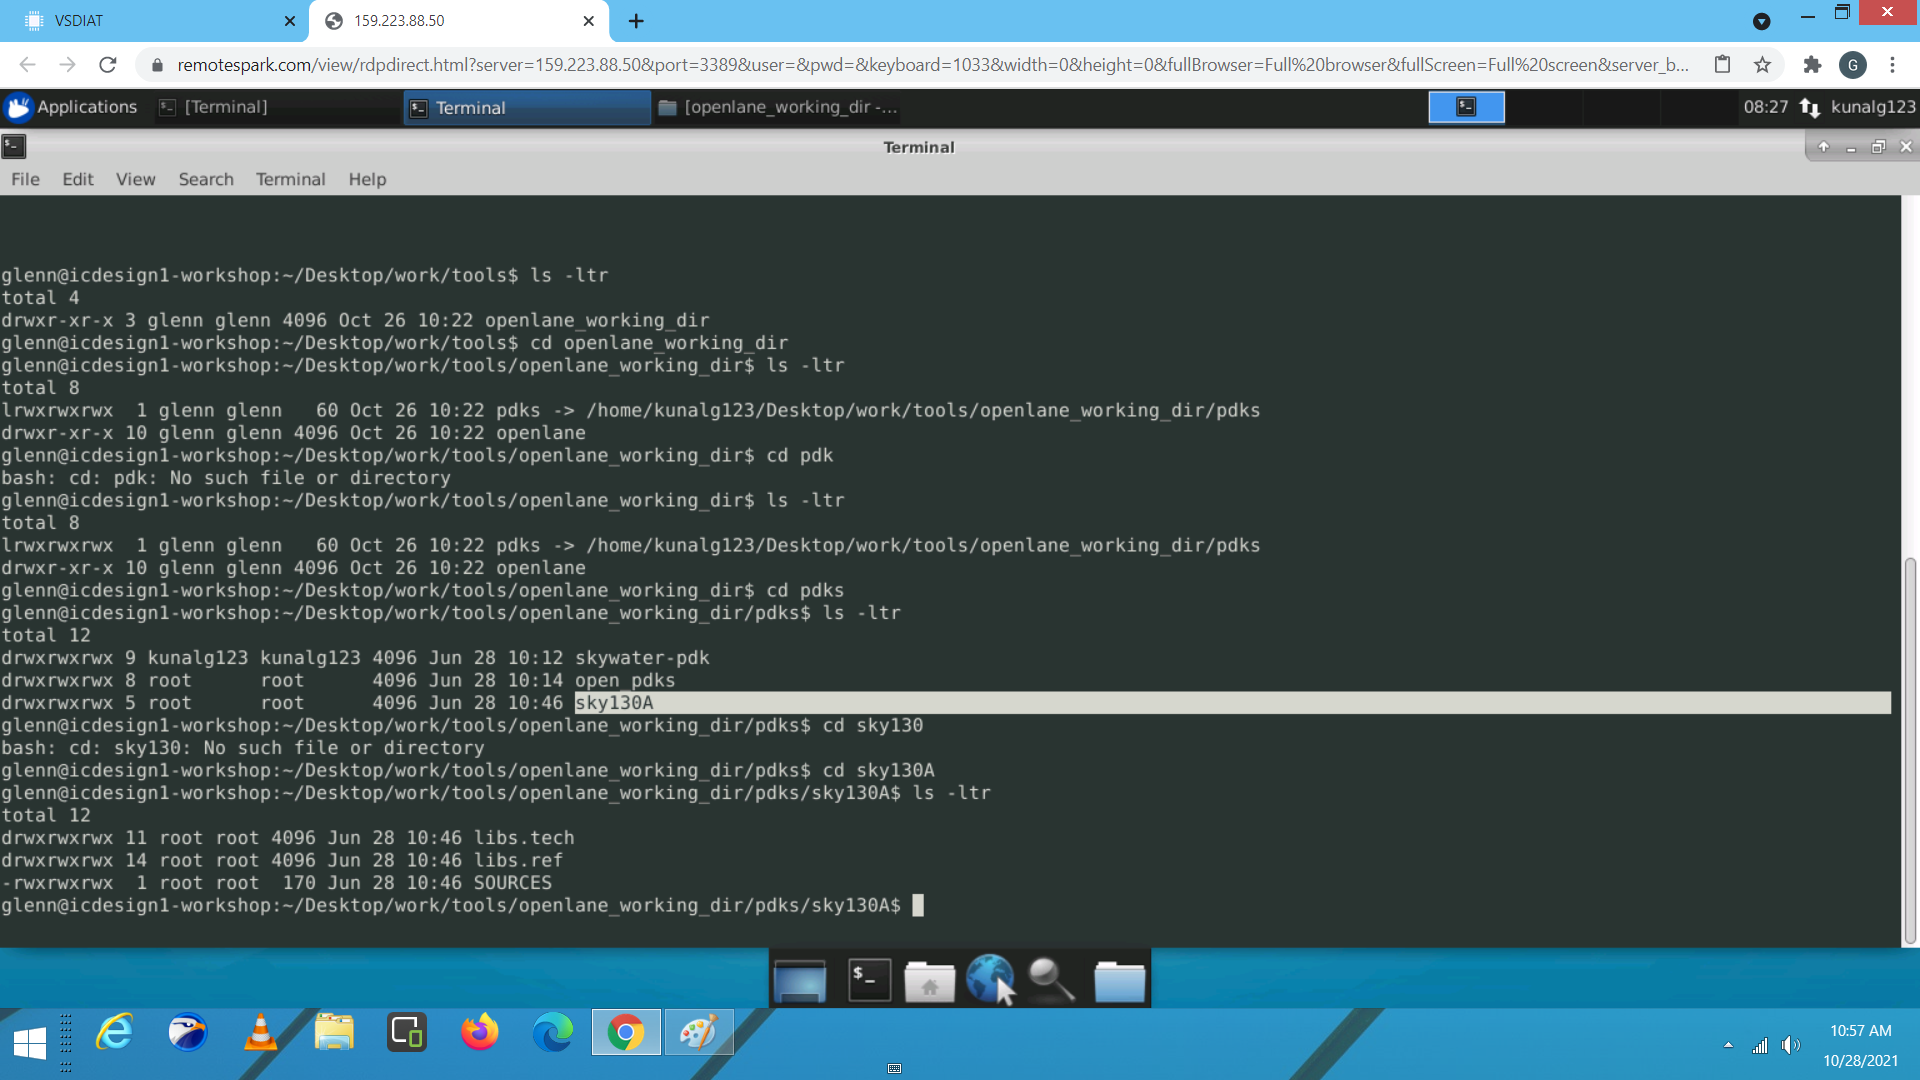 VSDIAT
159.223.88.50
remotespark.com/view/rdpdirect.html?server=159.223.88.50&port=3389&user=&pwd=&keyboard=1033&width=0&height=0&fullBrowser=Full%20browser&fullScreen=Full%20screen&server_b...
G
Applications
[Terminal]
Terminal
[openlane_working_dir -...
08:27
kunalg123
Terminal
File Edit View Search Terminal Help
glenn@icdesign1-workshop:~/Desktop/work/tools$ ls -ltr
total 4
drwxr-xr-x 3 glenn glenn 4096 Oct 26 10:22 openlane_working_dir
glenn@icdesign1-workshop:~/Desktop/work/tools$ cd openlane_working_dir
glenn@icdesign1-workshop:~/Desktop/work/tools/openlane_working_dir$ ls -ltr
total 8
lrwxrwxrwx  1 glenn glenn   60 Oct 26 10:22 pdks -> /home/kunalg123/Desktop/work/tools/openlane_working_dir/pdks
drwxr-xr-x 10 glenn glenn 4096 Oct 26 10:22 openlane
glenn@icdesign1-workshop:~/Desktop/work/tools/openlane_working_dir$ cd pdk
bash: cd: pdk: No such file or directory
glenn@icdesign1-workshop:~/Desktop/work/tools/openlane_working_dir$ ls -ltr
total 8
lrwxrwxrwx  1 glenn glenn   60 Oct 26 10:22 pdks -> /home/kunalg123/Desktop/work/tools/openlane_working_dir/pdks
drwxr-xr-x 10 glenn glenn 4096 Oct 26 10:22 openlane
glenn@icdesign1-workshop:~/Desktop/work/tools/openlane_working_dir$ cd pdks
glenn@icdesign1-workshop:~/Desktop/work/tools/openlane_working_dir/pdks$ ls -ltr
total 12
drwxrwxrwx 9 kunalg123 kunalg123 4096 Jun 28 10:12 skywater-pdk
drwxrwxrwx 8 root      root      4096 Jun 28 10:14 open_pdks
drwxrwxrwx 5 root      root      4096 Jun 28 10:46 sky130A
glenn@icdesign1-workshop:~/Desktop/work/tools/openlane_working_dir/pdks$ cd sky130
bash: cd: sky130: No such file or directory
glenn@icdesign1-workshop:~/Desktop/work/tools/openlane_working_dir/pdks$ cd sky130A
glenn@icdesign1-workshop:~/Desktop/work/tools/openlane_working_dir/pdks/sky130A$ ls -ltr
total 12
drwxrwxrwx 11 root root 4096 Jun 28 10:46 libs.tech
drwxrwxrwx 14 root root 4096 Jun 28 10:46 libs.ref
-rwxrwxrwx  1 root root  170 Jun 28 10:46 SOURCES
glenn@icdesign1-workshop:~/Desktop/work/tools/openlane_working_dir/pdks/sky130A$
10:57 AM
10/28/2021